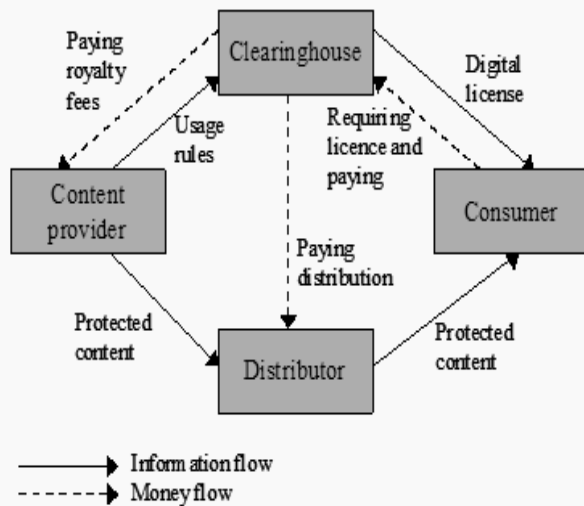 Paying
royalty
fees
Clearinghouse
Digital
license
Usage
rules
Requiring
licence and
paying
Content
provider
Consumer
Paying
distribution
Protected
content
Distributor
Protected
content
Information flow
Money flow